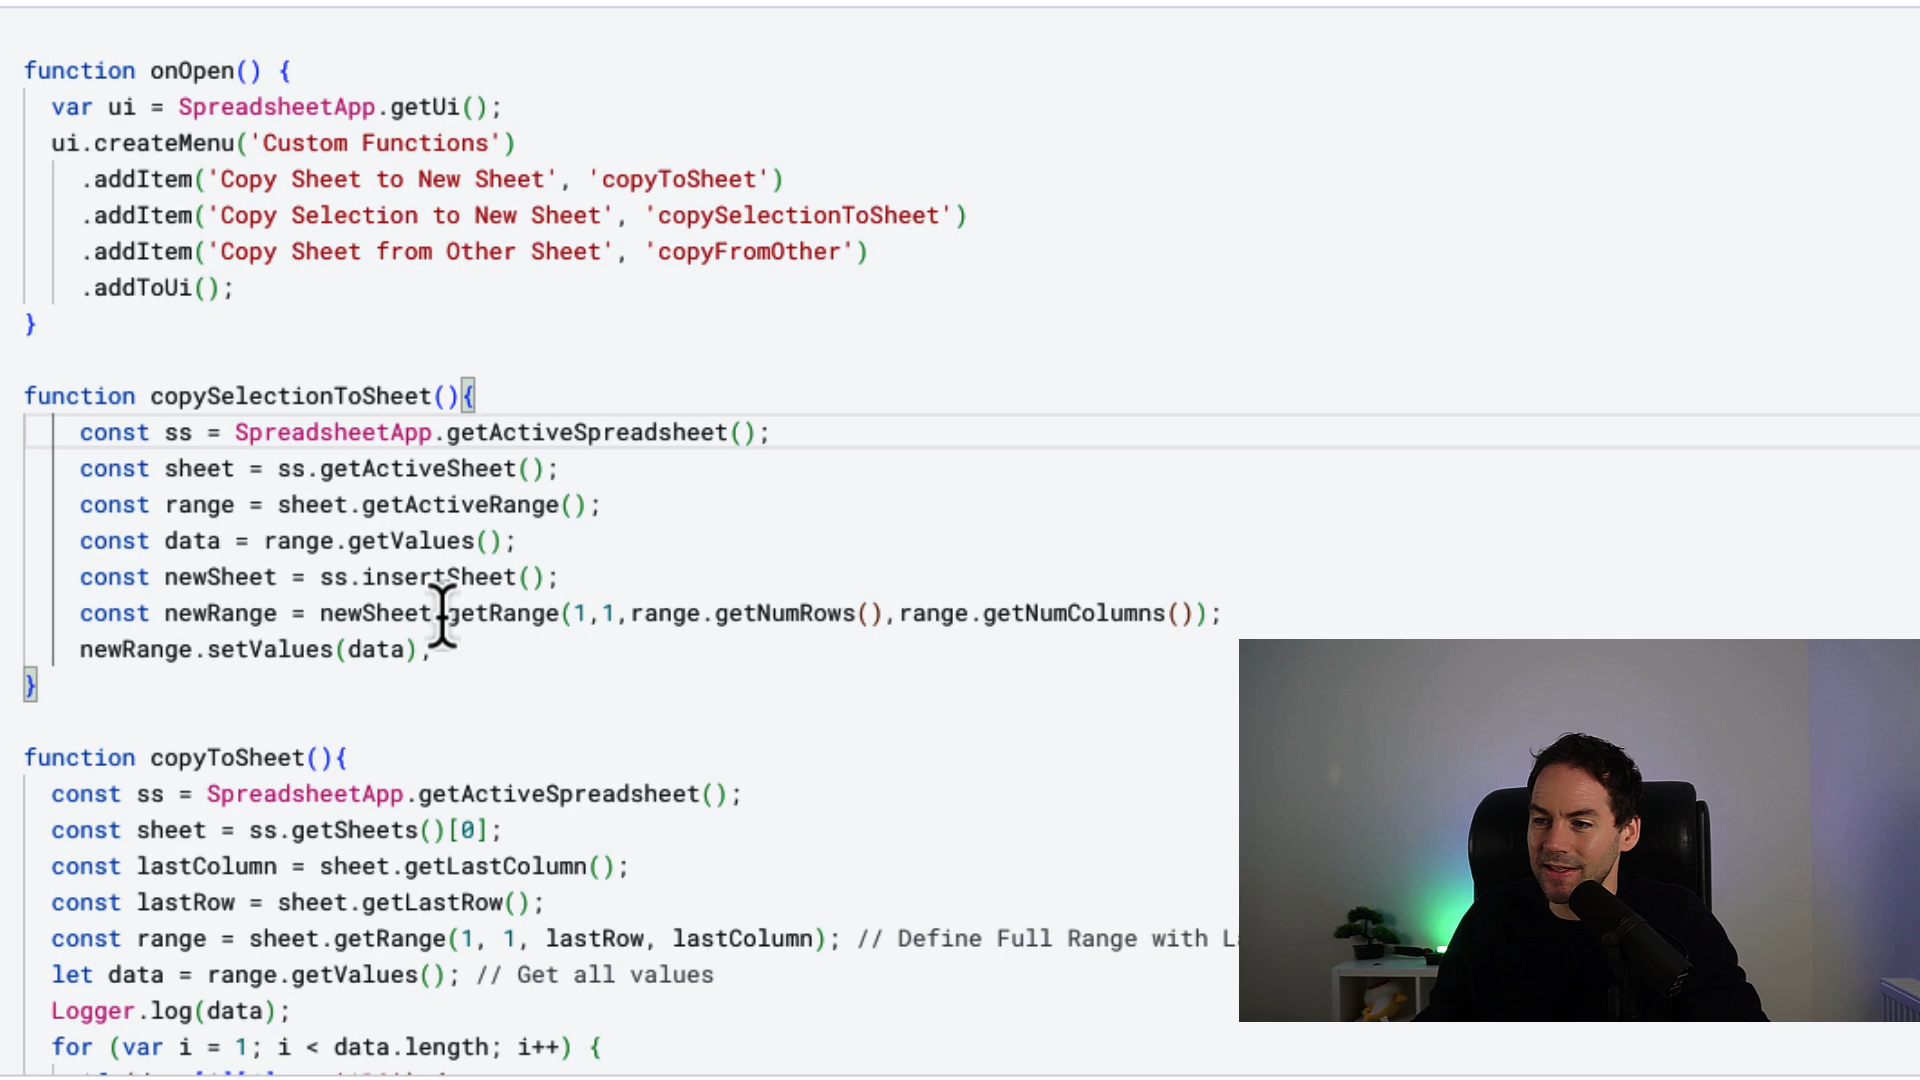 function onOpen() {
var ui = SpreadsheetApp.getUi();
ui.createMenu('Custom Functions')
.addItem('Copy Sheet to New Sheet', 'copyToSheet')
.addItem('Copy Selection to New Sheet', 'copySelectionToSheet')
.addItem('Copy Sheet from Other Sheet', 'copyFromOther')
.addToUi();
}
function copySelectionToSheet(){
const ss = SpreadsheetApp.getActiveSpreadsheet();
const sheet = ss.getActiveSheet();
const range = sheet.getActiveRange();
const data = range.getValues();
const newSheet = ss.insertSheet();
const newRange = newSheet.getRange(1,1,range.getNumRows(),range.getNumColumns());
newRange.setValues(data);
}
function copyToSheet(){
const ss = SpreadsheetApp.getActiveSpreadsheet();
const sheet = ss.getSheets()[0];
const lastColumn = sheet.getLastColumn();
const lastRow = sheet.getLastRow();
const range = sheet.getRange(1, 1, lastRow, lastColumn); // Define Full Range with
let data = range.getValues(); // Get all values
Logger.log(data);
for (var i = 1; i < data.length; i++) {